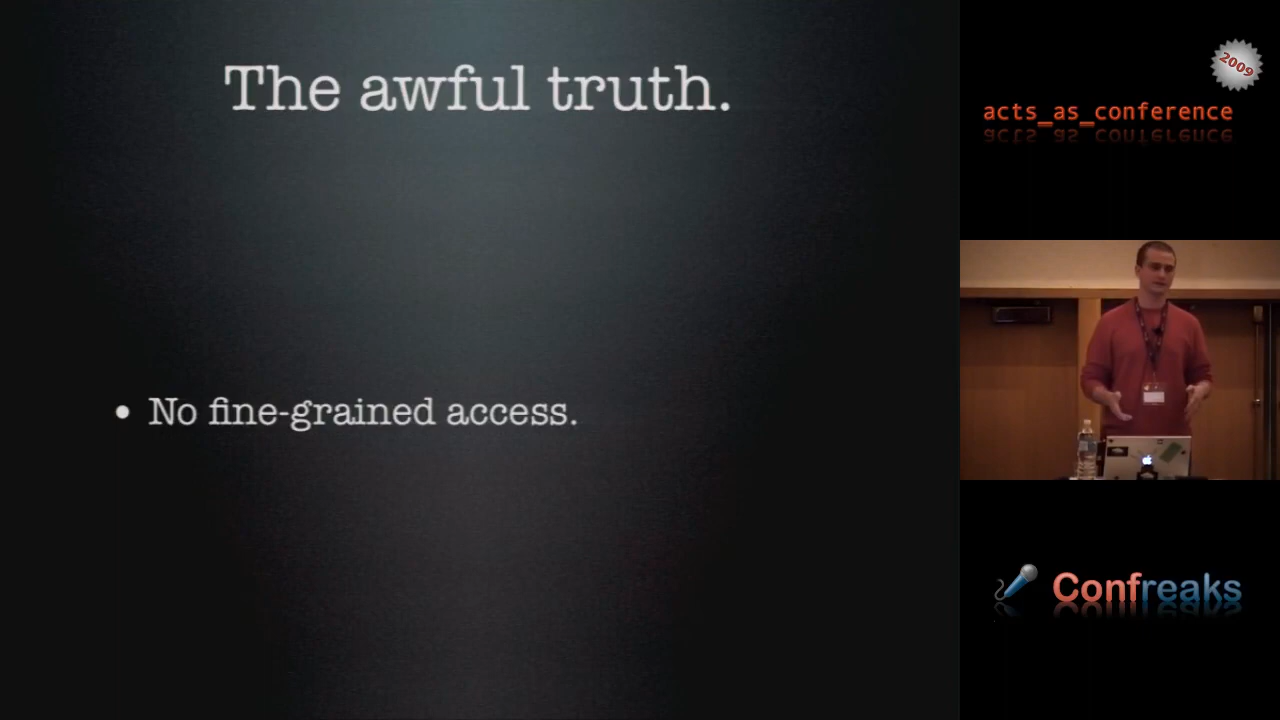 The awful truth.
• No fine-grained access.
2009
acts_as_conference
Confreaks